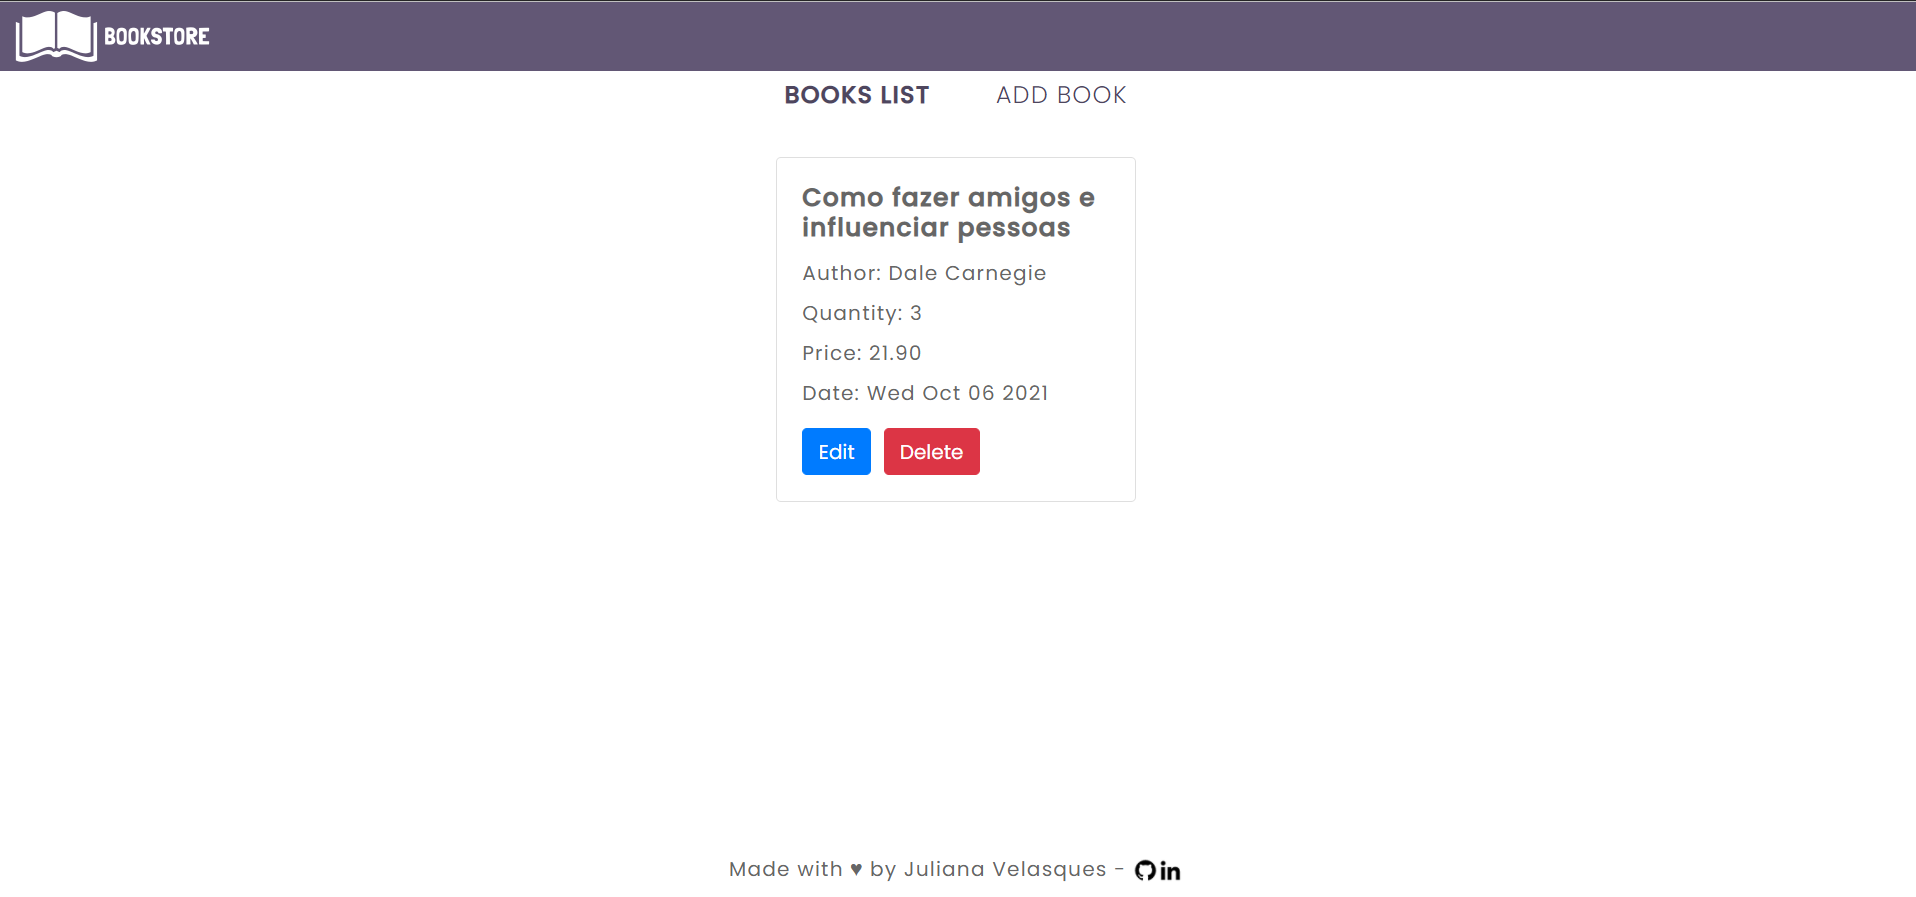 BOOKSTORE
BOOKS LIST ADD BOOK
Como fazer amigos e
influenciar pessoas
Author: Dale Carnegie
Quantity: 3
Price: 21.90
Date: Wed Oct 06 2021
Edit Delete
Made with ♥ by Juliana Velasques - in